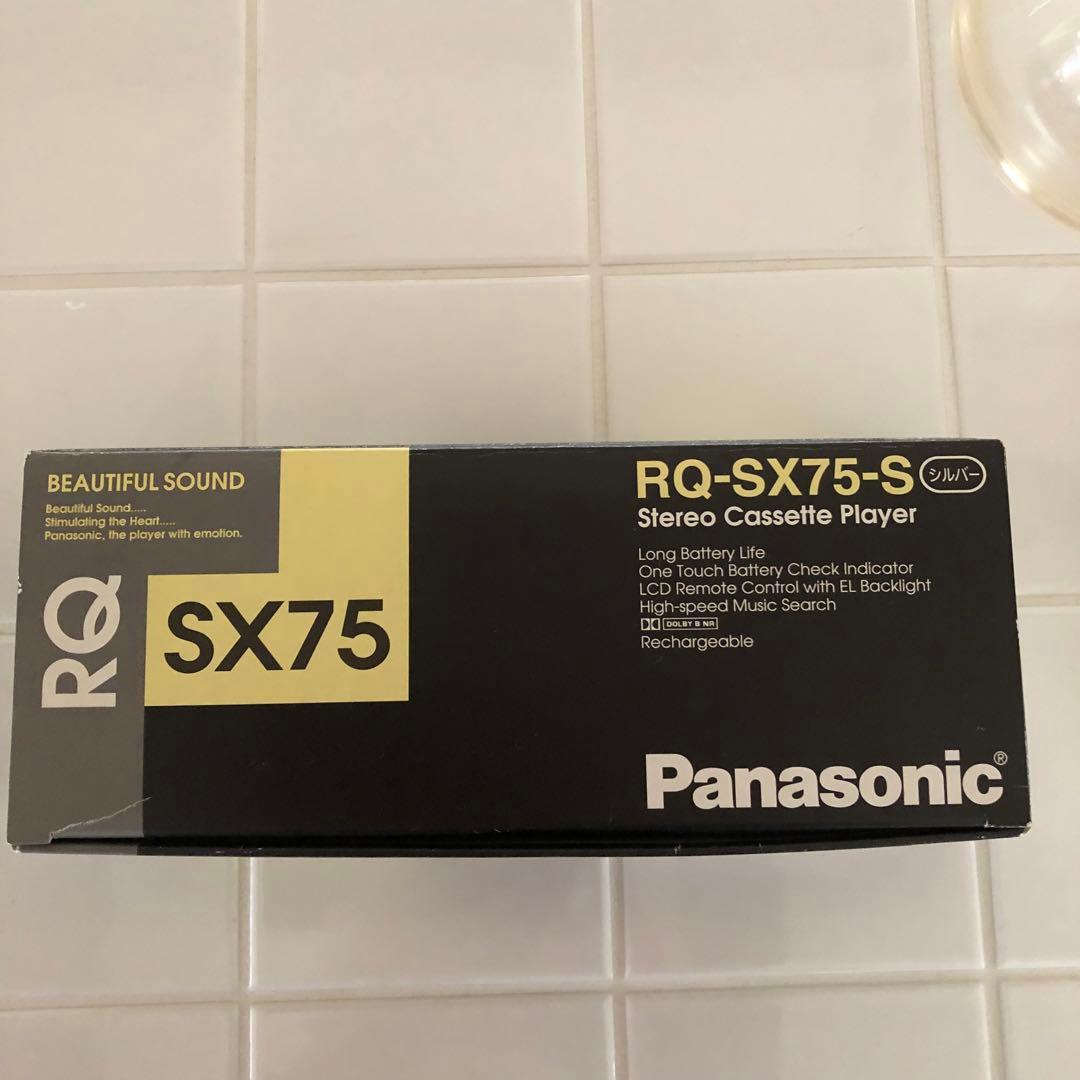 BEAUTIFUL SOUND
Beautiful Sound.....
Stimulating the Heart.....
Panasonic, the player with emotion.
RQ
SX75
RQ-SX75-S シルバー
Stereo Cassette Player
Long Battery Life
One Touch Battery Check Indicator
LCD Remote Control with EL Backlight
High-speed Music Search
DOLBY B NR
Rechargeable
Panasonic®